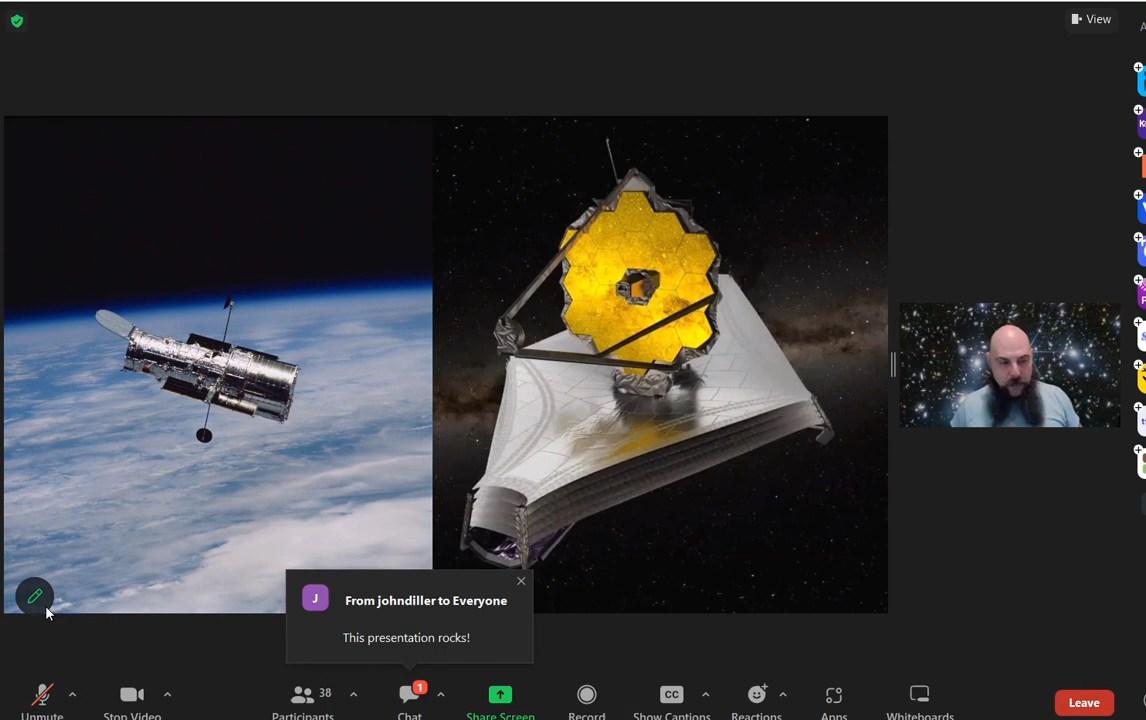 View
J
From johndiller to Everyone
This presentation rocks!
38
1
CC
Unmute
Stop Video
Participants
Chat
Share Screen
Record
Show Captions
Reactions
Apps
Whiteboards
Leave